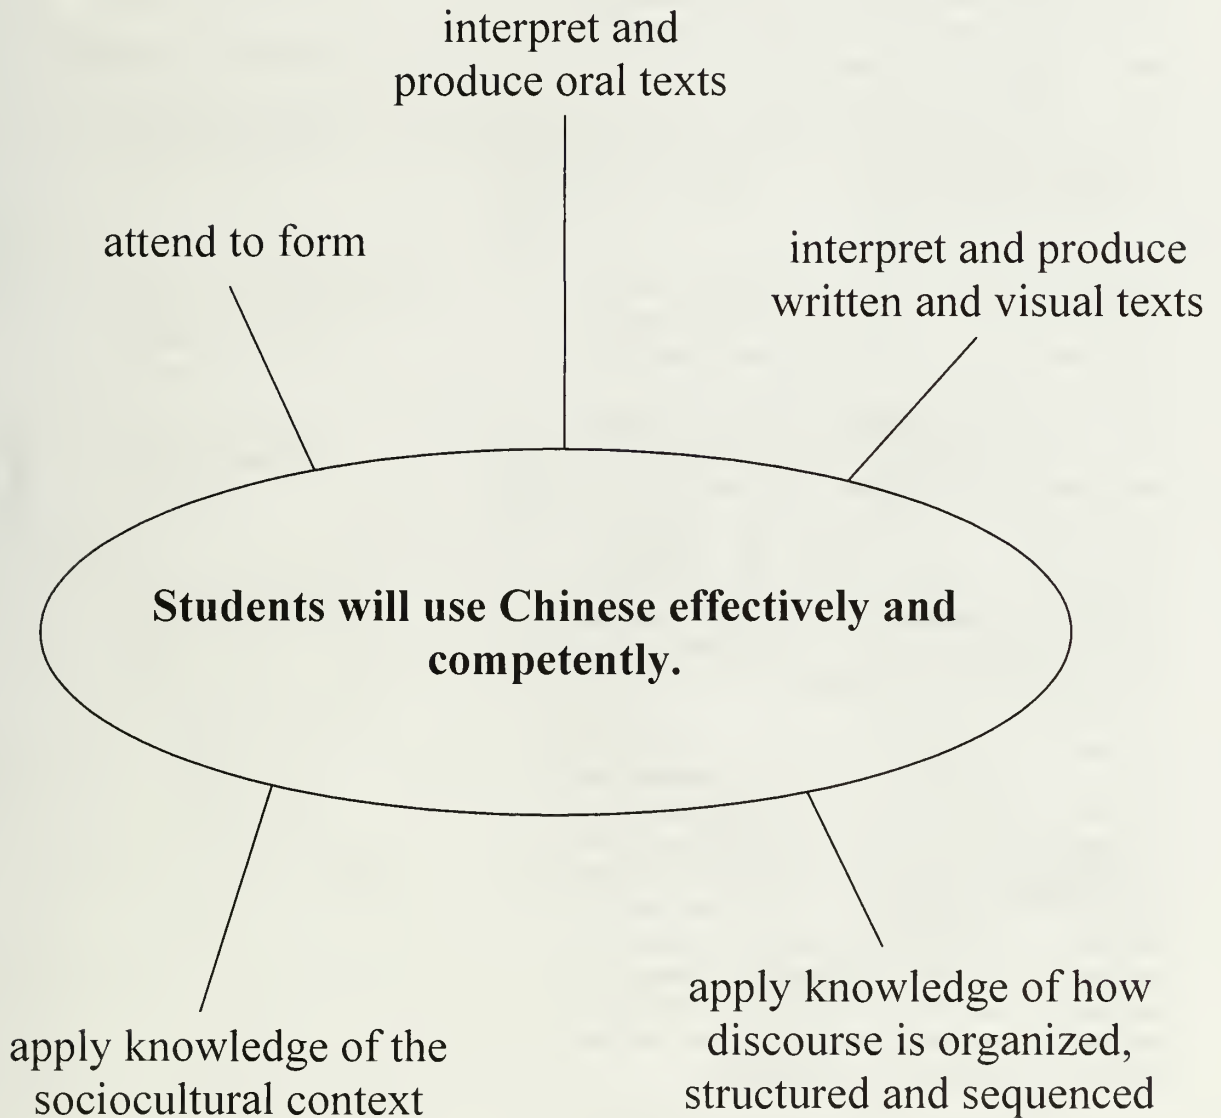 interpret and
produce oral texts
attend to form
interpret and produce
written and visual texts
Students will use Chinese effectively and
competently.
apply knowledge of the
sociocultural context
apply knowledge of how
discourse is organized,
structured and sequenced